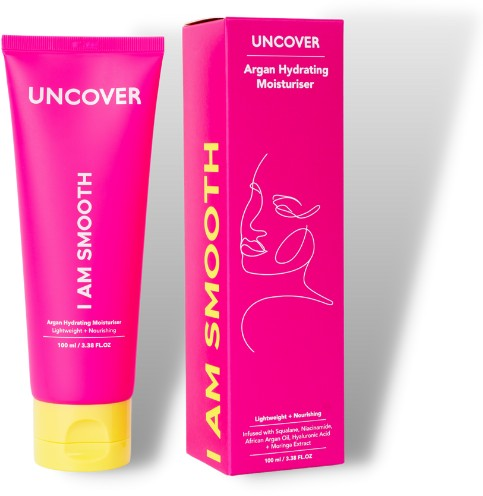 UNCOVER
I AM SMOOTH
Argan Hydrating Moisturiser
Lightweight + Nourishing
100 ml / 3.38 FL.OZ
I AM SMOOTH
UNCOVER
Argan Hydrating
Moisturiser
Lightweight + Nourishing
Infused with Squalane, Niacinamide,
African Argan Oil, Hyaluronic Acid
+ Moringa Extract
100 ml / 3.38 FL.OZ